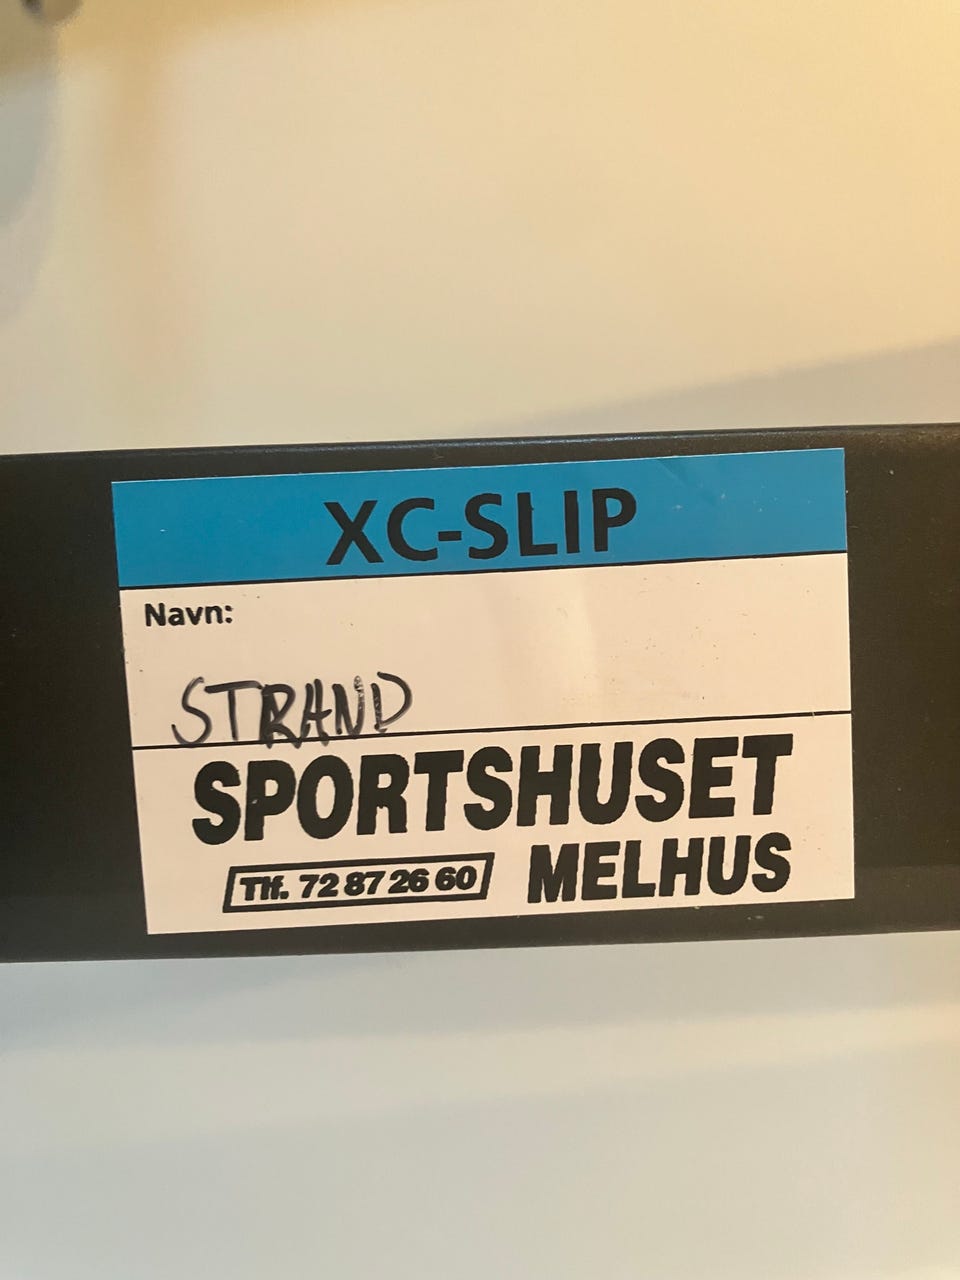 XC-SLIP
Navn:
STRAND
SPORTSHUSET
Tlf. 72 87 26 60 MELHUS